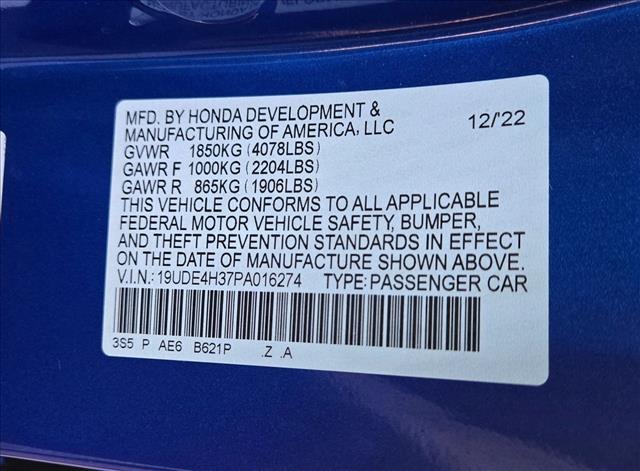 MFD. BY HONDA DEVELOPMENT &
MANUFACTURING OF AMERICA, LLC 12/'22
GVWR 1850KG (4078LBS)
GAWR F 1000KG (2204LBS)
GAWR R 865KG (1906LBS)
THIS VEHICLE CONFORMS TO ALL APPLICABLE
FEDERAL MOTOR VEHICLE SAFETY, BUMPER,
AND THEFT PREVENTION STANDARDS IN EFFECT
ON THE DATE OF MANUFACTURE SHOWN ABOVE.
V.I.N.:19UDE4H37PA016274 TYPE:PASSENGER CAR
3S5 P AE6 B621P .Z .A